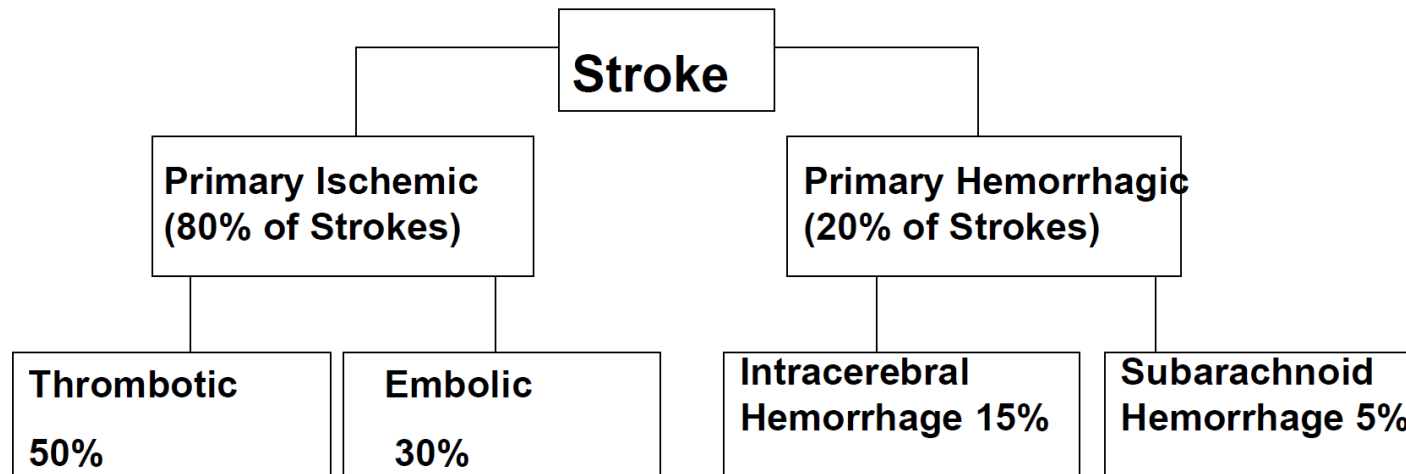 Stroke
Primary Ischemic
(80% of Strokes)
Primary Hemorrhagic
(20% of Strokes)
Thrombotic
50%
Embolic
30%
Intracerebral
Hemorrhage 15%
Subarachnoid
Hemorrhage 5%